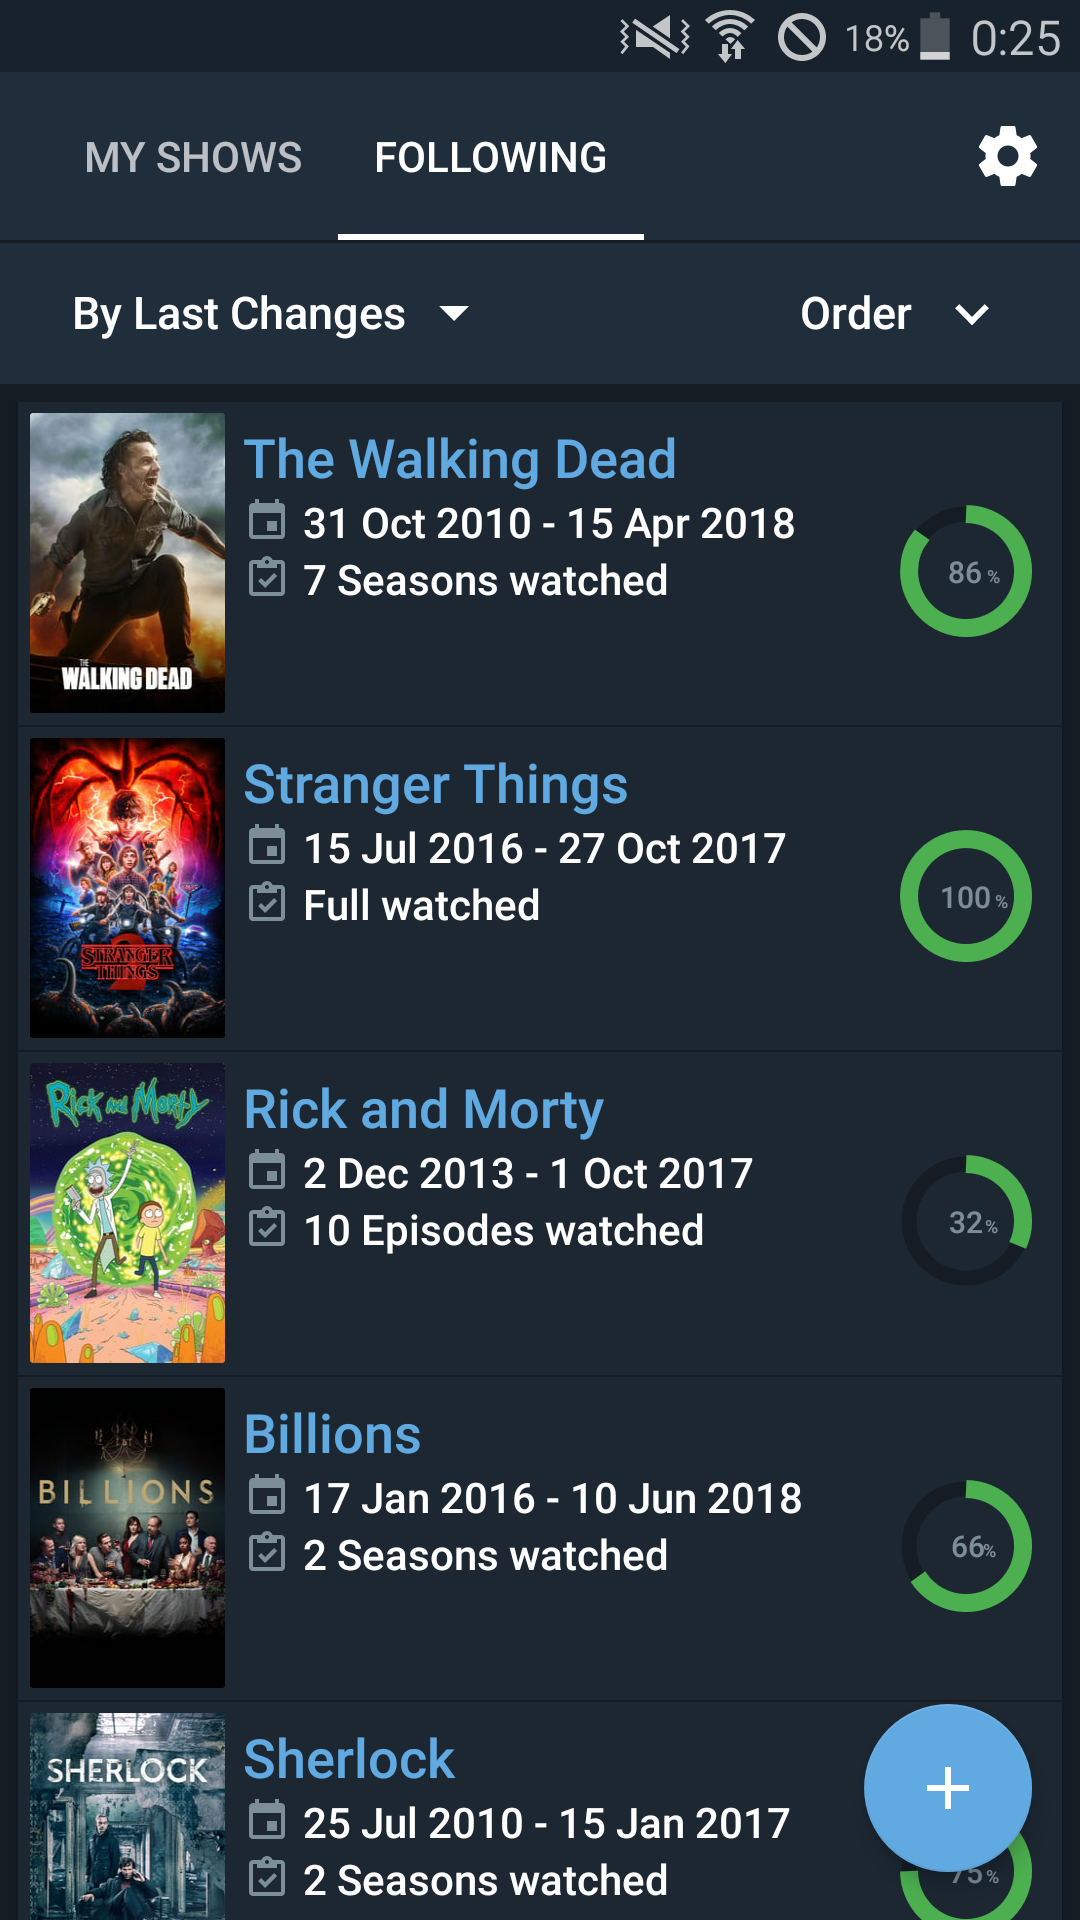 18% 0:25
MY SHOWS FOLLOWING
By Last Changes Order
The Walking Dead
31 Oct 2010 - 15 Apr 2018
7 Seasons watched
86 %
THE
WALKING DEAD
Stranger Things
15 Jul 2016 - 27 Oct 2017
Full watched
100 %
STRANGER
THINGS
2
Rick and Morty
Rick and Morty
2 Dec 2013 - 1 Oct 2017
10 Episodes watched
32 %
Billions
17 Jan 2016 - 10 Jun 2018
2 Seasons watched
66%
BILLIONS
Sherlock
SHERLOCK
25 Jul 2010 - 15 Jan 2017
2 Seasons watched
75 %